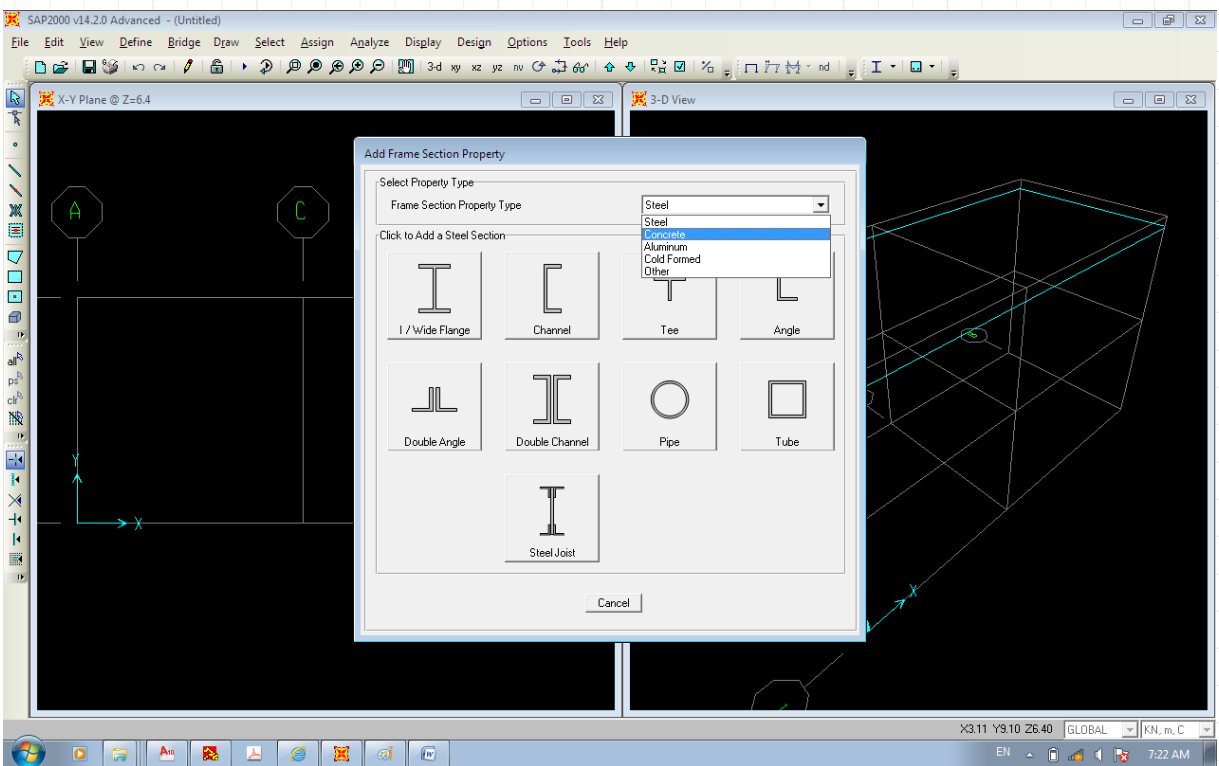 SAP2000 v14.2.0 Advanced - (Untitled)
File Edit View Define Bridge Draw Select Assign Analyze Display Design Options Tools Help
3-d xy xz yz nv nd
X-Y Plane @ Z=6.4
3-D View
Add Frame Section Property
Select Property Type
Frame Section Property Type
Steel
Steel
Concrete
Aluminum
Cold Formed
Other
Click to Add a Steel Section
I / Wide Flange
Channel
Tee
Angle
Double Angle
Double Channel
Pipe
Tube
Steel Joist
Cancel
A
C
Y
X
X
all
ps
clr
X3.11 Y9.10 Z6.40
GLOBAL
KN, m, C
EN
7:22 AM